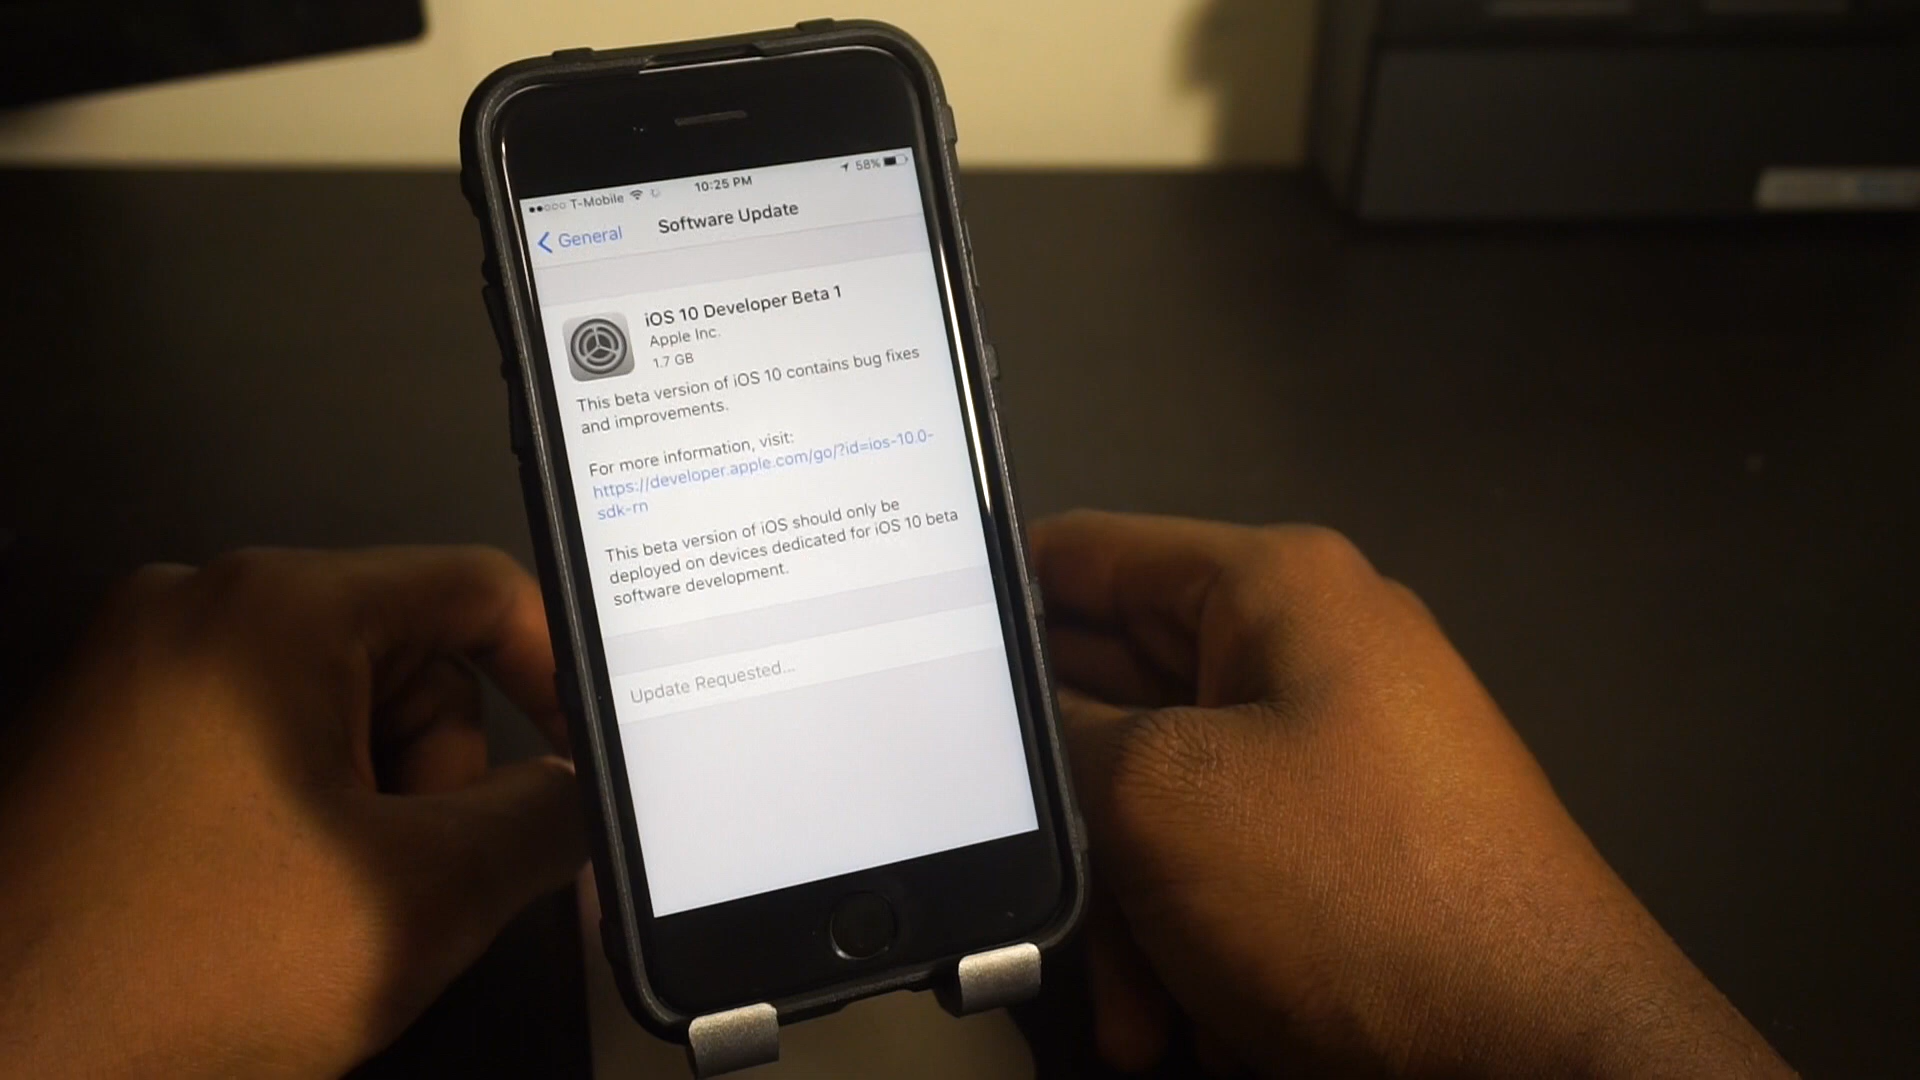 T-Mobile 10:25 PM 58%
General Software Update
iOS 10 Developer Beta 1
Apple Inc.
1.7 GB
This beta version of iOS 10 contains bug fixes
and improvements.
For more information, visit:
https://developer.apple.com/go/?id=ios-10.0-
sdk-rn
This beta version of iOS should only be
deployed on devices dedicated for iOS 10 beta
software development.
Update Requested...